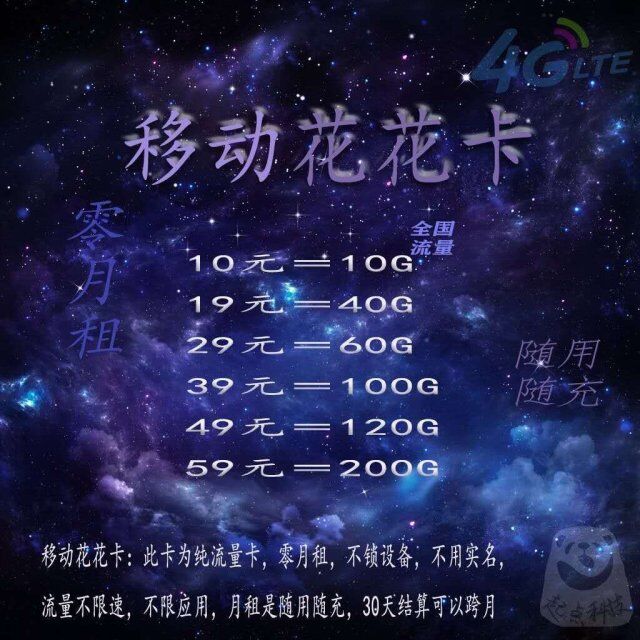 4G LTE
移动花花卡
零月租
全国
流量
10元=10G
19元=40G
29元=60G
39元=100G
49元=120G
59元=200G
随用
随充
移动花花卡：此卡为纯流量卡，零月租，不锁设备，不用实名，
流量不限速，不限应用，月租是随用随充，30天结算可以跨月